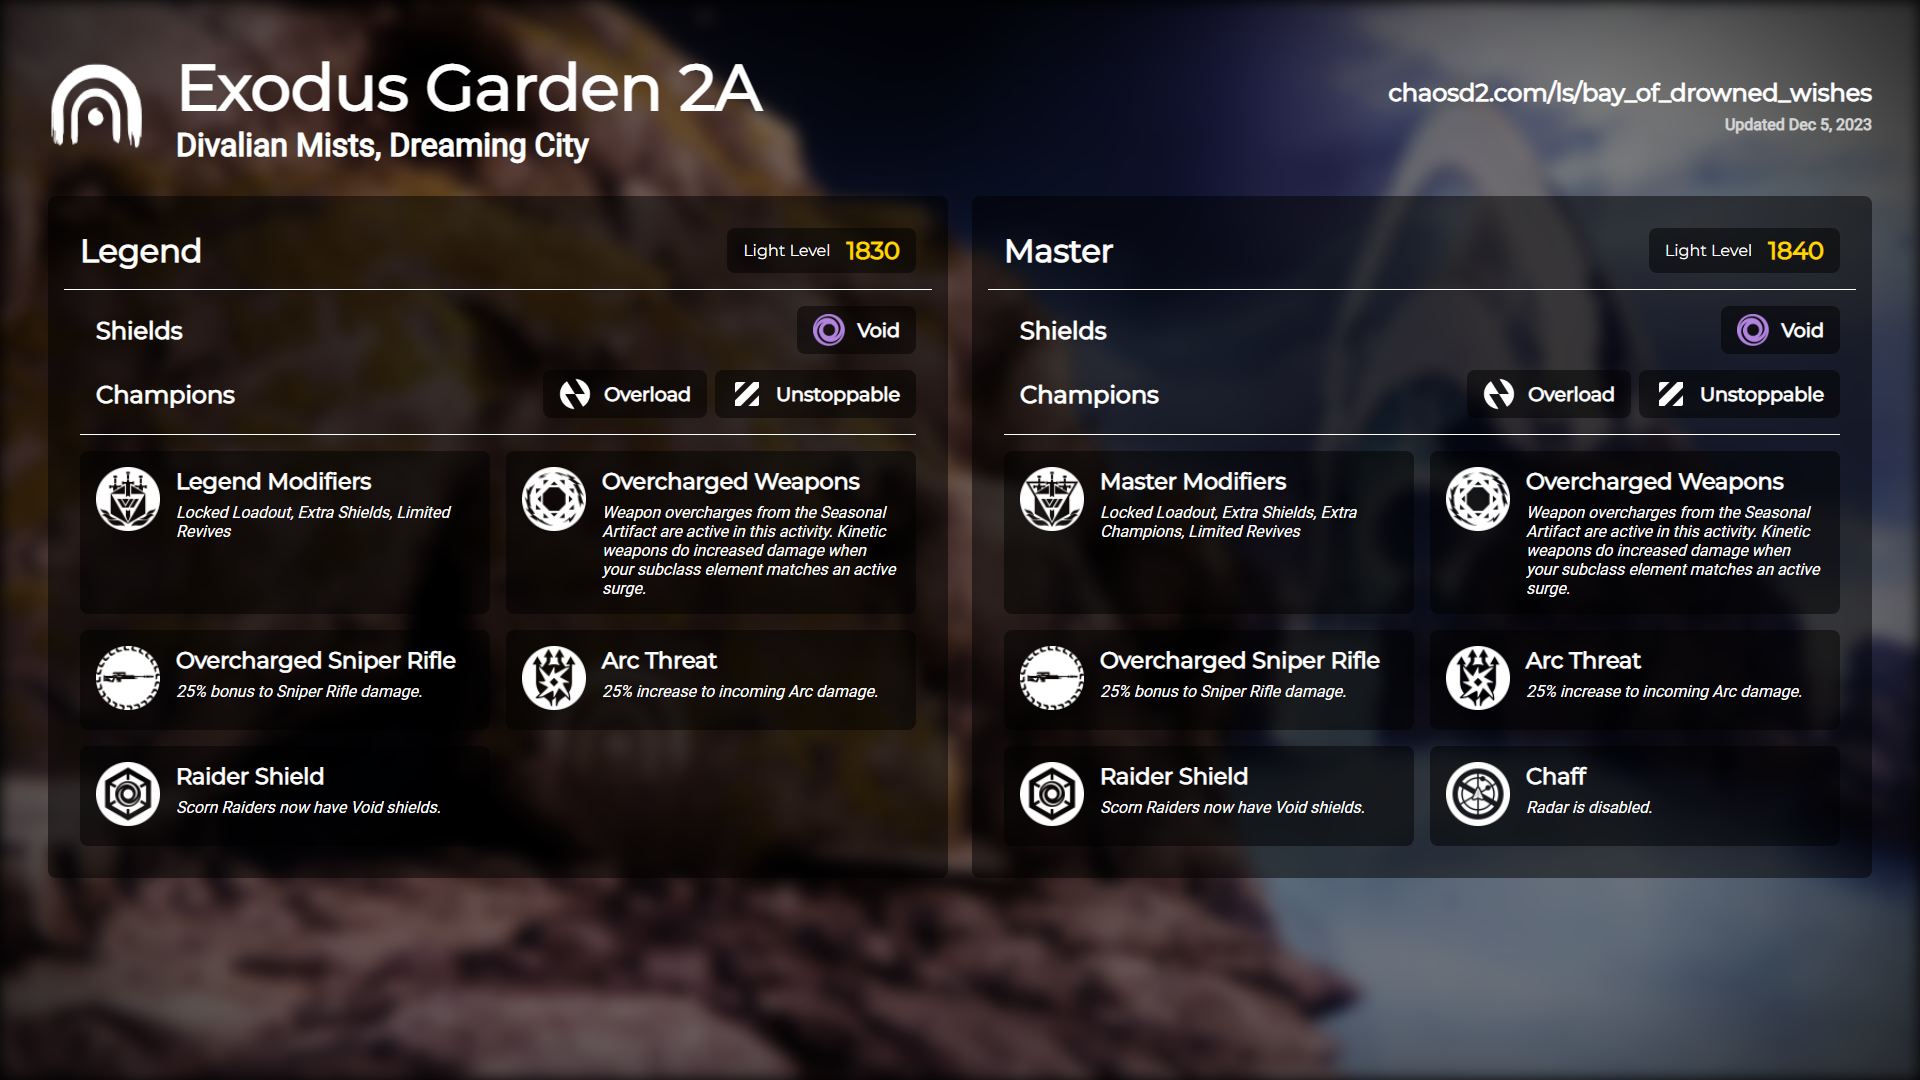 Exodus Garden 2A
Divalian Mists, Dreaming City
chaosd2.com/ls/bay_of_drowned_wishes
Updated Dec 5, 2023
Legend
Light Level 1830
Shields
Void
Champions
Overload
Unstoppable
Legend Modifiers
Locked Loadout, Extra Shields, Limited
Revives
Overcharged Weapons
Weapon overcharges from the Seasonal
Artifact are active in this activity. Kinetic
weapons do increased damage when
your subclass element matches an active
surge.
Overcharged Sniper Rifle
25% bonus to Sniper Rifle damage.
Arc Threat
25% increase to incoming Arc damage.
Raider Shield
Scorn Raiders now have Void shields.
Master
Light Level 1840
Shields
Void
Champions
Overload
Unstoppable
Master Modifiers
Locked Loadout, Extra Shields, Extra
Champions, Limited Revives
Overcharged Weapons
Weapon overcharges from the Seasonal
Artifact are active in this activity. Kinetic
weapons do increased damage when
your subclass element matches an active
surge.
Overcharged Sniper Rifle
25% bonus to Sniper Rifle damage.
Arc Threat
25% increase to incoming Arc damage.
Raider Shield
Scorn Raiders now have Void shields.
Chaff
Radar is disabled.